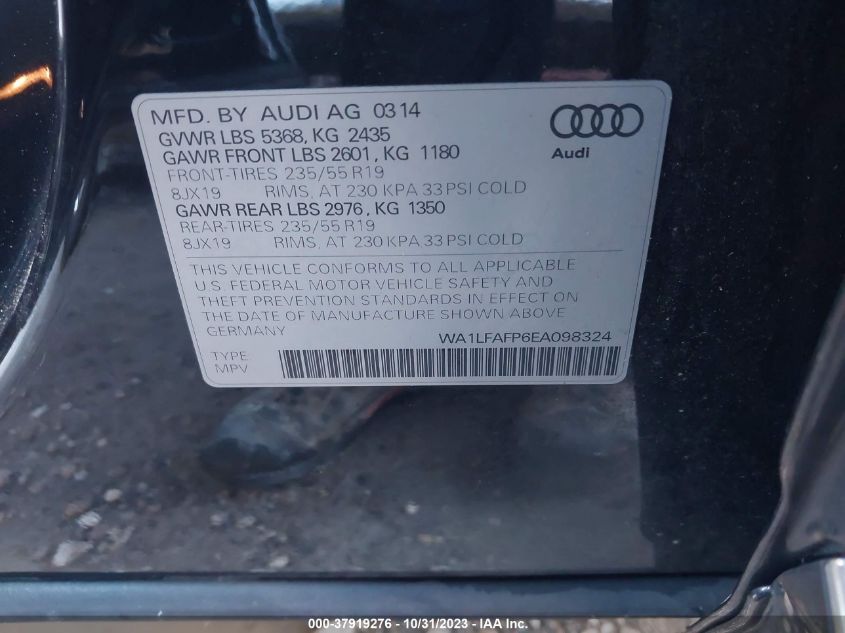 MFD. BY AUDI AG 0314
GVWR LBS 5368, KG 2435
GAWR FRONT LBS 2601, KG 1180
FRONT-TIRES 235/55 R19
8JX19 RIMS, AT 230 KPA 33 PSI COLD
GAWR REAR LBS 2976, KG 1350
REAR-TIRES 235/55 R19
8JX19 RIMS, AT 230 KPA 33 PSI COLD
Audi
THIS VEHICLE CONFORMS TO ALL APPLICABLE
U.S. FEDERAL MOTOR VEHICLE SAFETY AND
THEFT PREVENTION STANDARDS IN EFFECT ON
THE DATE OF MANUFACTURE SHOWN ABOVE
GERMANY
WA1LFAFP6EA098324
TYPE
MPV
000-37919276 - 10/31/2023 - IAA Inc.